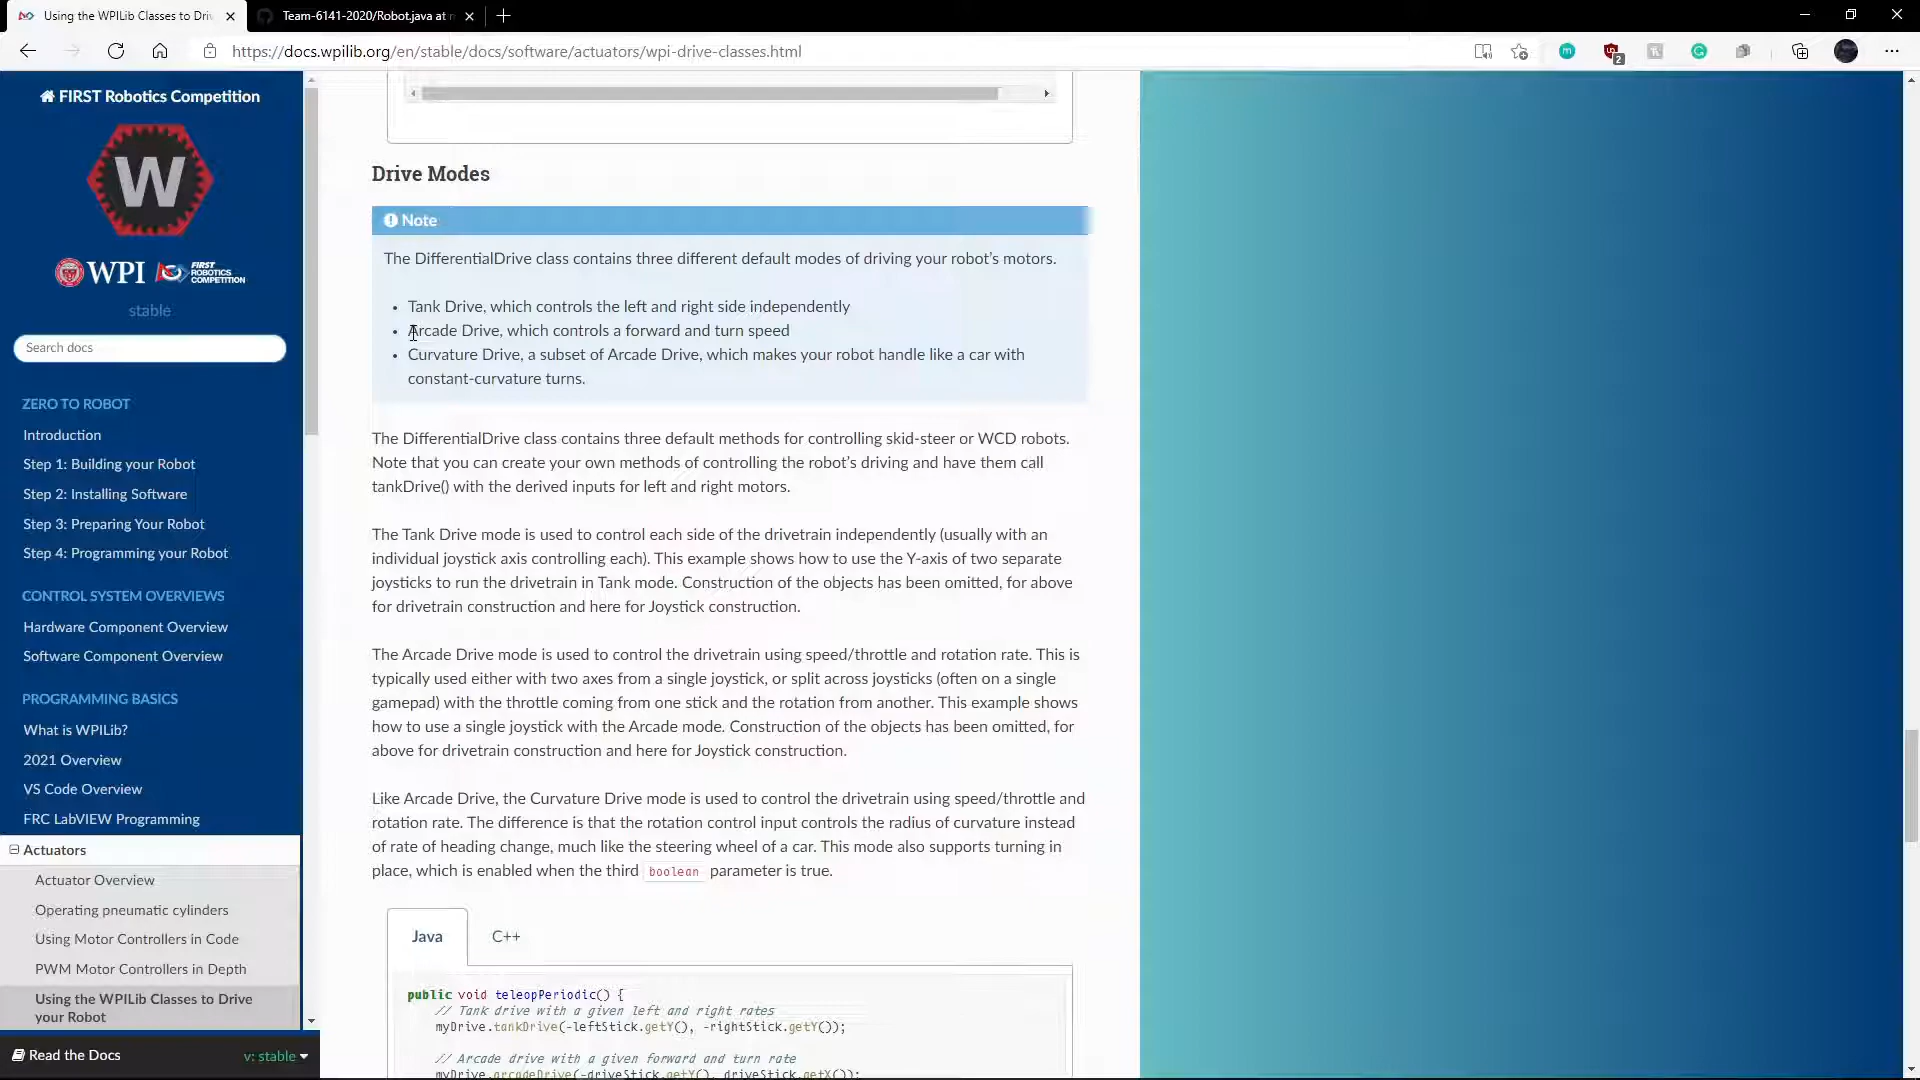 Using the WPILib Classes to Driv
Team-6141-2020/Robot.java at
https://docs.wpilib.org/en/stable/docs/software/actuators/wpi-drive-classes.html
2
FIRST Robotics Competition
W
WPI
FIRST
ROBOTICS
COMPETITION
stable
Search docs
ZERO TO ROBOT
Introduction
Step 1: Building your Robot
Step 2: Installing Software
Step 3: Preparing Your Robot
Step 4: Programming your Robot
CONTROL SYSTEM OVERVIEWS
Hardware Component Overview
Software Component Overview
PROGRAMMING BASICS
What is WPILib?
2021 Overview
VS Code Overview
FRC LabVIEW Programming
Actuators
Actuator Overview
Operating pneumatic cylinders
Using Motor Controllers in Code
PWM Motor Controllers in Depth
Using the WPILib Classes to Drive
your Robot
Read the Docs
v: stable
Drive Modes
Note
The DifferentialDrive class contains three different default modes of driving your robot's motors.
• Tank Drive, which controls the left and right side independently
• Arcade Drive, which controls a forward and turn speed
• Curvature Drive, a subset of Arcade Drive, which makes your robot handle like a car with
constant-curvature turns.
The DifferentialDrive class contains three default methods for controlling skid-steer or WCD robots.
Note that you can create your own methods of controlling the robot's driving and have them call
tankDrive() with the derived inputs for left and right motors.
The Tank Drive mode is used to control each side of the drivetrain independently (usually with an
individual joystick axis controlling each). This example shows how to use the Y-axis of two separate
joysticks to run the drivetrain in Tank mode. Construction of the objects has been omitted, for above
for drivetrain construction and here for Joystick construction.
The Arcade Drive mode is used to control the drivetrain using speed/throttle and rotation rate. This is
typically used either with two axes from a single joystick, or split across joysticks (often on a single
gamepad) with the throttle coming from one stick and the rotation from another. This example shows
how to use a single joystick with the Arcade mode. Construction of the objects has been omitted, for
above for drivetrain construction and here for Joystick construction.
Like Arcade Drive, the Curvature Drive mode is used to control the drivetrain using speed/throttle and
rotation rate. The difference is that the rotation control input controls the radius of curvature instead
of rate of heading change, much like the steering wheel of a car. This mode also supports turning in
place, which is enabled when the third boolean parameter is true.
Java
C++
public void teleopPeriodic() {
// Tank drive with a given left and right rates
myDrive.tankDrive(-leftStick.getY(), -rightStick.getY());
// Arcade drive with a given forward and turn rate
myDrive.arcadeDrive(-driveStick.getY(), driveStick.getX());